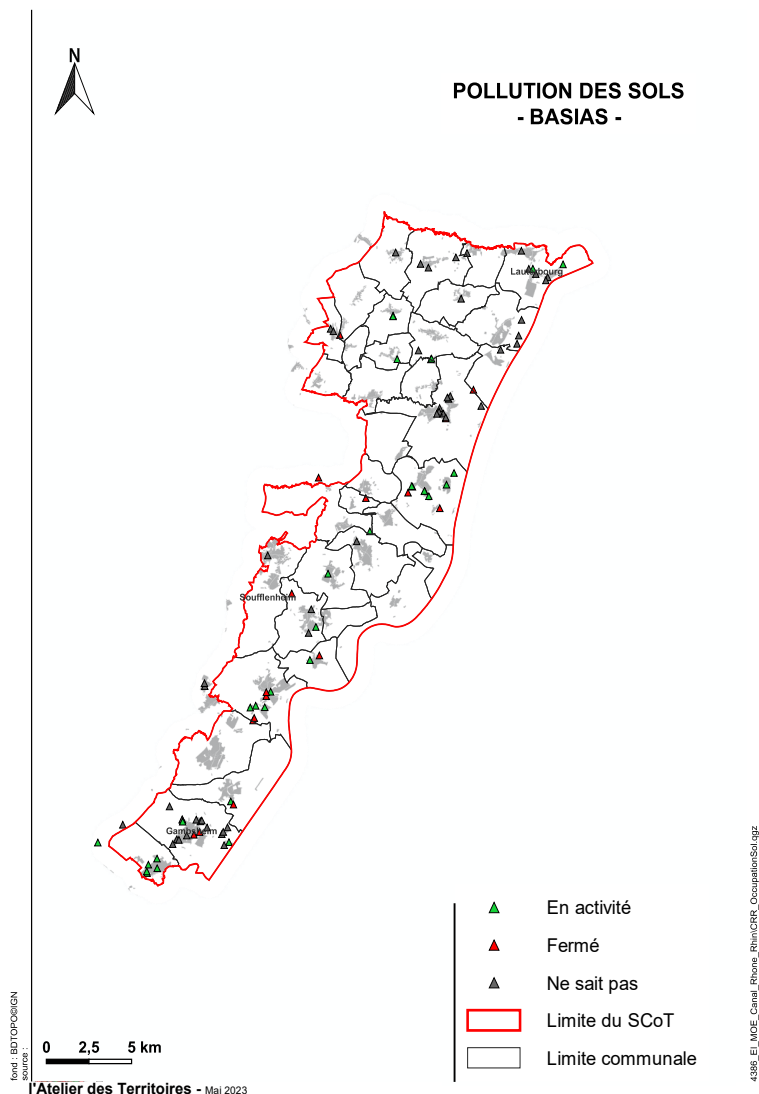 N
POLLUTION DES SOLS
- BASIAS -
Lauterbourg
Soufflenheim
Gambsheim
En activité
Fermé
Ne sait pas
Limite du SCoT
Limite communale
0 2,5 5 km
fond : BDTOPO©IGN
source :
l'Atelier des Territoires - Mai 2023
4386_EI_MOE_Canal_Rhone_Rhin\CRR_OccupationSol.qgz